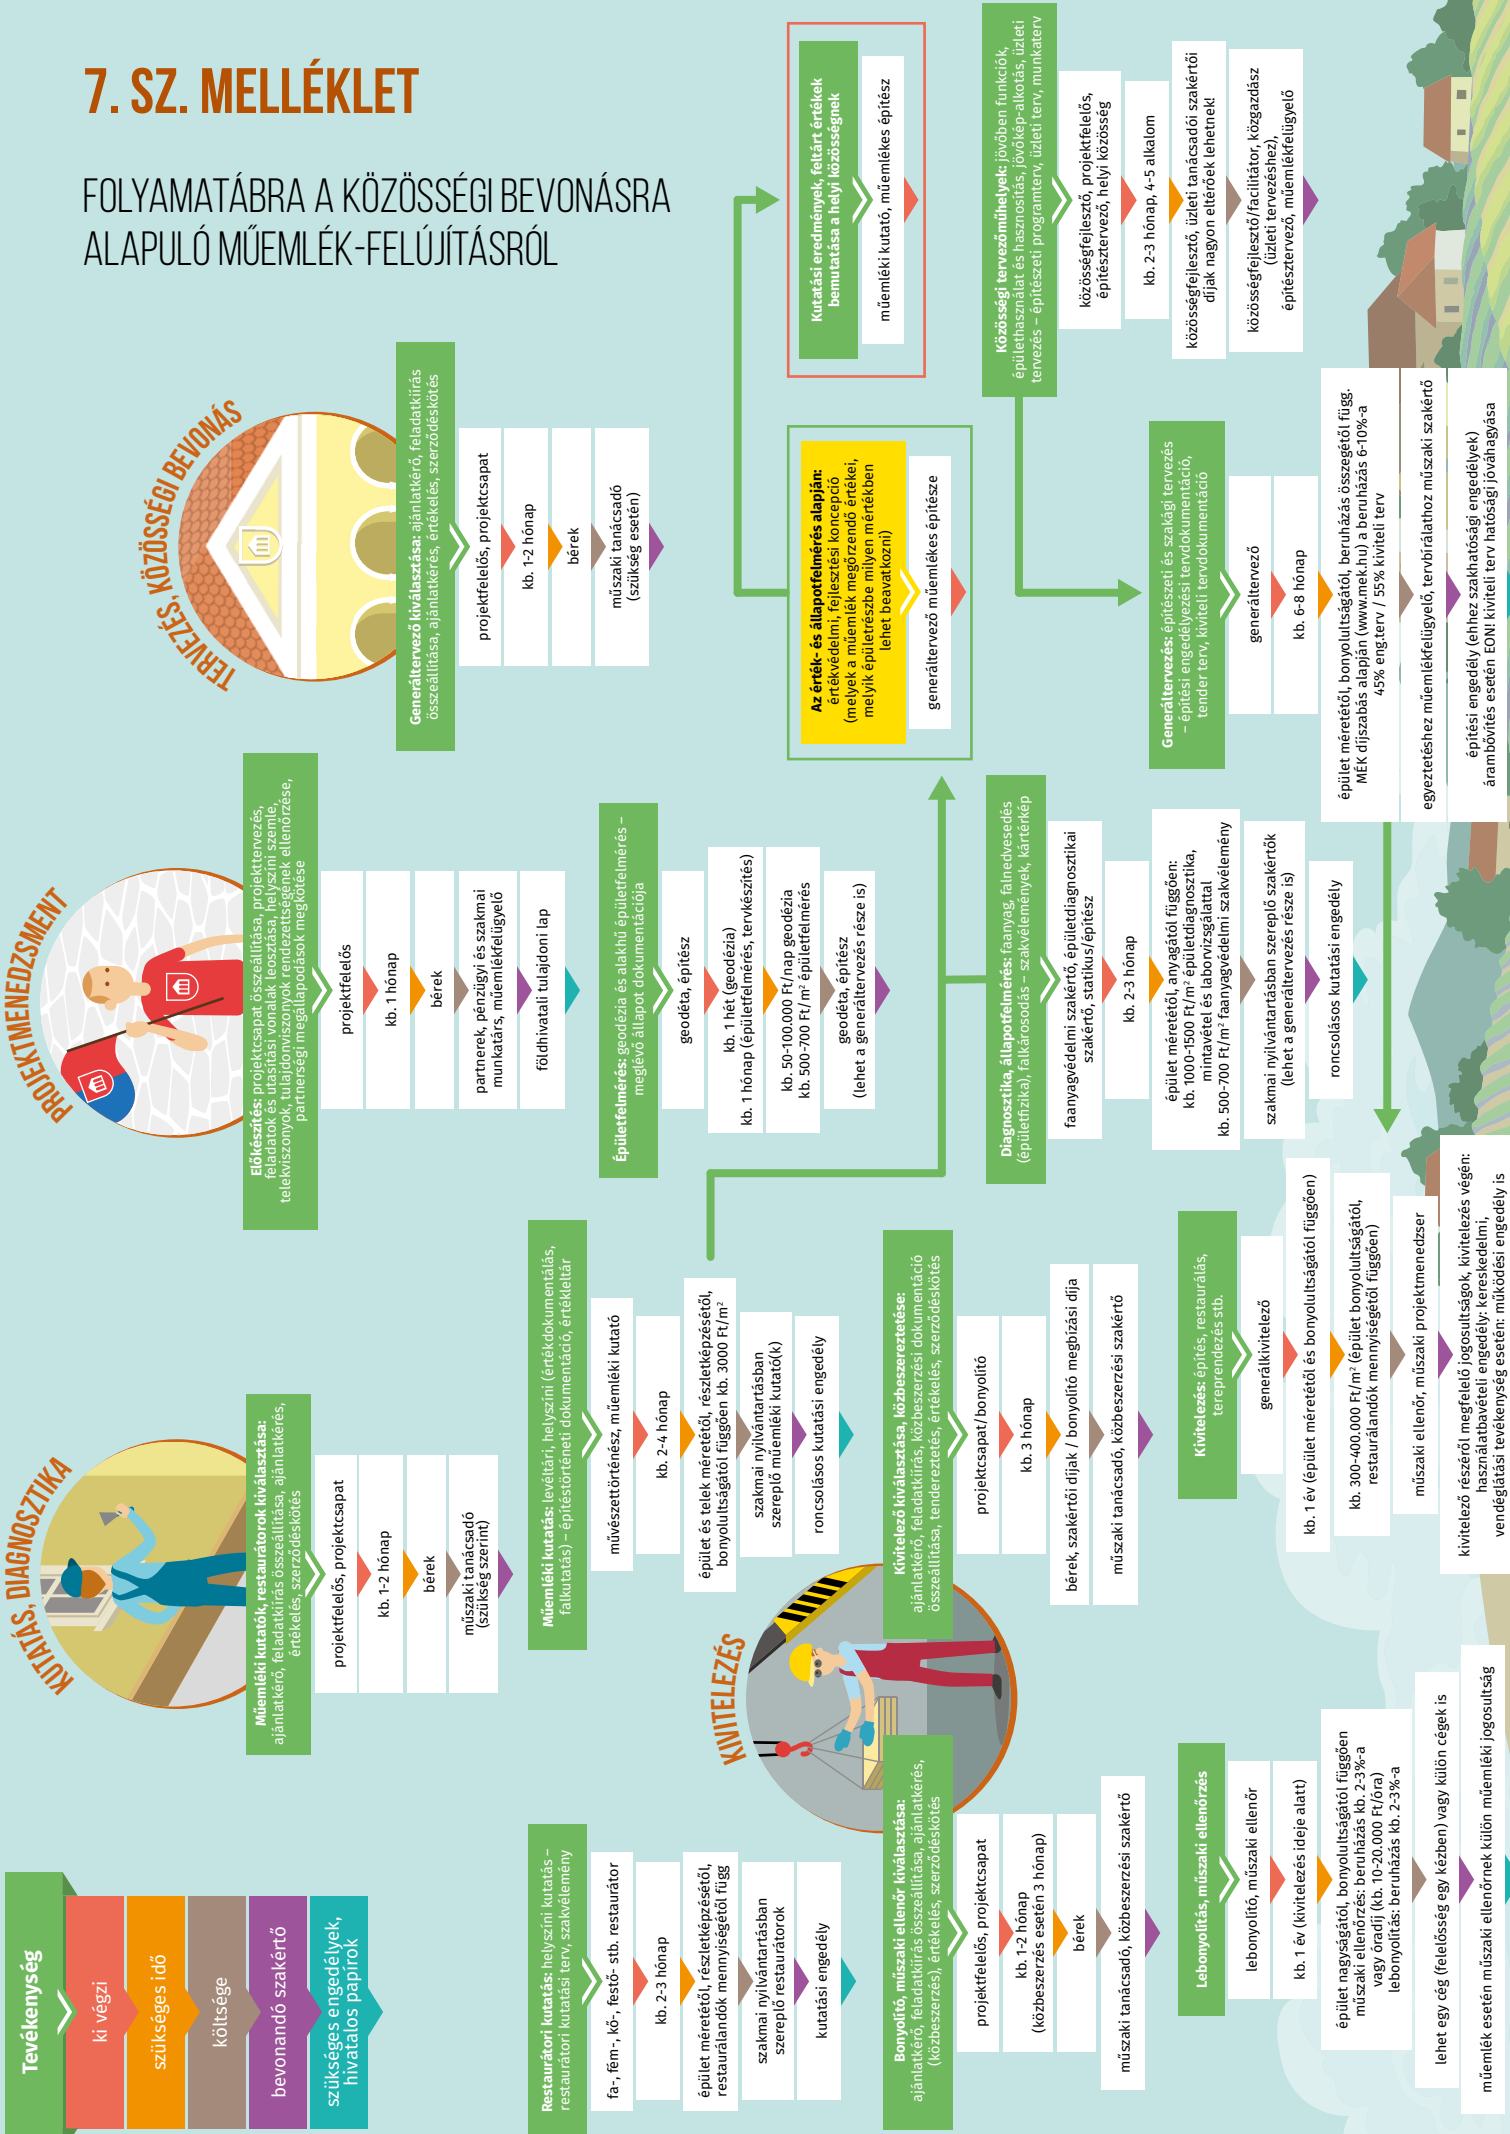 7. SZ. MELLÉKLET
FOLYAMATÁBRA A KÖZÖSSÉGI BEVONÁSRA
ALAPULÓ MŰEMLÉK-FELÚJÍTÁSRÓL
Tevékenység
ki végzi
szükséges idő
költsége
bevonandó szakértő
szükséges engedélyek,
hivatalos papírok
KUTATÁS, DIAGNOSZTIKA
Műemléki kutatók, restaurátorok kiválasztása:
ajánlatkérő, feladatkiírás összeállítása, ajánlatkérés,
értékelés, szerződéskötés
projektfelelős, projektcsapat
kb. 1-2 hónap
bérek
műszaki tanácsadó
(szükség szerint)
PROJEKTMENEDZSMENT
Előkészítés: projektcsapat összeállítása, projekttervezés,
feladatok és utasítási vonalak leosztása, helyszíni szemle,
telekviszonyok, tulajdonviszonyok rendezettségének ellenőrzése,
partnerségi megállapodások megkötése
projektfelelős
kb. 1 hónap
bérek
partnerek, pénzügyi és szakmai
munkatárs, műemlékfelügyelő
földhivatali tulajdoni lap
TERVEZÉS, KÖZÖSSÉGI BEVONÁS
Generáltervező kiválasztása: ajánlatkérő, feladatkiírás
összeállítása, ajánlatkérés, értékelés, szerződéskötés
projektfelelős, projektcsapat
kb. 1-2 hónap
bérek
műszaki tanácsadó
(szükség esetén)
Restaurátori kutatás: helyszíni kutatás –
restaurátori kutatási terv, szakvélemény
fa-, fém-, kő-, festő- stb. restaurátor
kb. 2-3 hónap
épület méretétől, részletképzésétől,
restaurálandók mennyiségétől függ
szakmai nyilvántartásban
szereplő restaurátorok
kutatási engedély
Műemléki kutatás: levéltári, helyszíni (értékdokumentálás,
falkutatás) – építéstörténeti dokumentáció, értékleltár
művészettörténész, műemléki kutató
kb. 2-4 hónap
épület és telek méretétől, részletképzésétől,
bonyolultságától függően kb. 3000 Ft/m²
szakmai nyilvántartásban
szereplő műemléki kutató(k)
roncsolásos kutatási engedély
Épületfelmérés: geodézia és alakhű épületfelmérés –
meglévő állapot dokumentációja
geodéta, építész
kb. 1 hét (geodézia)
kb. 1 hónap (épületfelmérés, tervkészítés)
kb. 50-100.000 Ft/nap geodézia
kb. 500-700 Ft/m² épületfelmérés
geodéta, építész
(lehet a generáltervezés része is)
Az érték- és állapotfelmérés alapján:
értékvédelmi, fejlesztési koncepció
(melyek a műemlék megőrzendő értékei,
melyik épületrészbe milyen mértékben
lehet beavatkozni)
generáltervező műemlékes építésze
Kutatási eredmények, feltárt értékek
bemutatása a helyi közösségnek
műemléki kutató, műemlékes építész
KIVITELEZÉS
Bonyolító, műszaki ellenőr kiválasztása:
ajánlatkérő, feladatkiírás összeállítása, ajánlatkérés,
(közbeszerzés), értékelés, szerződéskötés
projektfelelős, projektcsapat
kb. 1-2 hónap
(közbeszerzés esetén 3 hónap)
bérek
műszaki tanácsadó, közbeszerzési szakértő
Kivitelező kiválasztása, közbeszereztetése:
ajánlatkérő, feladatkiírás, közbeszerzési dokumentáció
összeállítása, tendereztetés, értékelés, szerződéskötés
projektcsapat/bonyolító
kb. 3 hónap
bérek, szakértői díjak / bonyolító megbízási díja
műszaki tanácsadó, közbeszerzési szakértő
Diagnosztika, állapotfelmérés: faanyag, falnedvesedés
(épületfizika), falkárosodás – szakvélemények, kártérkép
faanyagvédelmi szakértő, épületdiagnosztikai
szakértő, statikus/építész
kb. 2-3 hónap
épület méretétől, anyagától függően:
kb. 1000-1500 Ft/m² épületdiagnosztika,
mintavétel és laborvizsgálattal
kb. 500-700 Ft/m² faanyagvédelmi szakvélemény
szakmai nyilvántartásban szereplő szakértők
(lehet a generáltervezés része is)
roncsolásos kutatási engedély
Közösségi tervezőműhelyek: jövőben funkciók,
épülethasználat és hasznosítás, jövőkép-alkotás, üzleti
tervezés – építészeti programterv, üzleti terv, munkaterv
közösségfejlesztő, projektfelelős,
építésztervező, helyi közösség
kb. 2-3 hónap, 4-5 alkalom
közösségfejlesztő, üzleti tanácsadói szakértői
díjak nagyon eltérőek lehetnek!
közösségfejlesztő/facilitátor, közgazdász
(üzleti tervezéshez),
építésztervező, műemlékfelügyelő
Lebonyolítás, műszaki ellenőrzés
lebonyolító, műszaki ellenőr
kb. 1 év (kivitelezés ideje alatt)
épület nagyságától, bonyolultságától függően
műszaki ellenőrzés: beruházás kb. 2-3%-a
vagy óradíj (kb. 10-20.000 Ft/óra)
lebonyolítás: beruházás kb. 2-3%-a
lehet egy cég (felelősség egy kézben) vagy külön cégek is
műemlék esetén műszaki ellenőrnek külön műemléki jogosultság
Kivitelezés: építés, restaurálás,
tereprendezés stb.
generálkivitelező
kb. 1 év (épület méretétől és bonyolultságától függően)
kb. 300-400.000 Ft/m² (épület bonyolultságától,
restaurálandók mennyiségétől függően)
műszaki ellenőr, műszaki projektmenedzser
kivitelező részéről megfelelő jogosultságok, kivitelezés végén:
használatbavételi engedély: kereskedelmi,
vendéglátási tevékenység esetén: működési engedély is
Generáltervezés: építészeti és szakági tervezés
– építési engedélyezési tervdokumentáció,
tender terv, kiviteli tervdokumentáció
generáltervező
kb. 6-8 hónap
épület méretétől, bonyolultságától, beruházás összegétől függ.
MÉK díjszabás alapján (www.mek.hu) a beruházás 6-10%-a
45% eng.terv / 55% kiviteli terv
egyeztetéshez műemlékfelügyelő, tervbírálathoz műszaki szakértő
építési engedély (ehhez szakhatósági engedélyek)
árambővítés esetén EON! kiviteli terv hatósági jóváhagyása